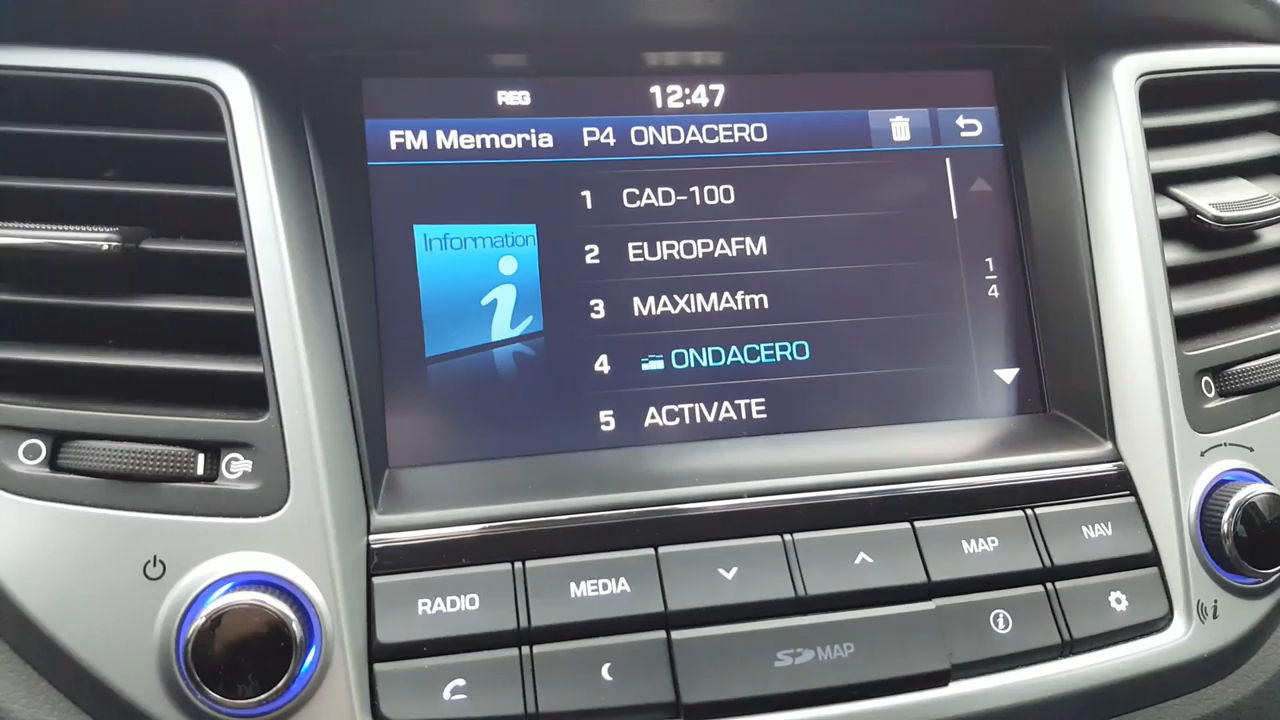 REG 12:47
FM Memoria P4 ONDACERO
Information
1 CAD-100
2 EUROPAFM
3 MAXIMAfm
4 ONDACERO
5 ACTIVATE
1
4
RADIO MEDIA MAP NAV
SD MAP